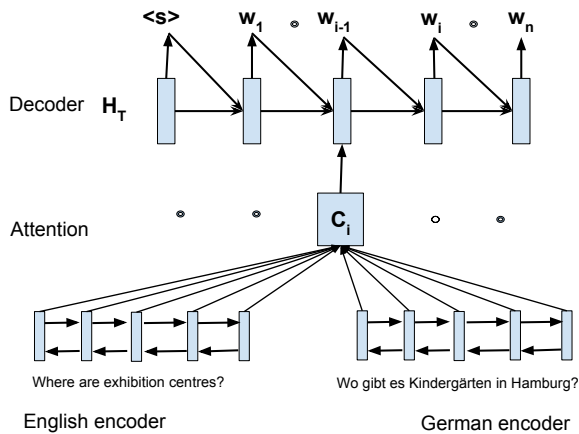 <s> w1 wi-1 wi wn
Decoder HT
Attention Ci
Where are exhibition centres? Wo gibt es Kindergärten in Hamburg?
English encoder German encoder